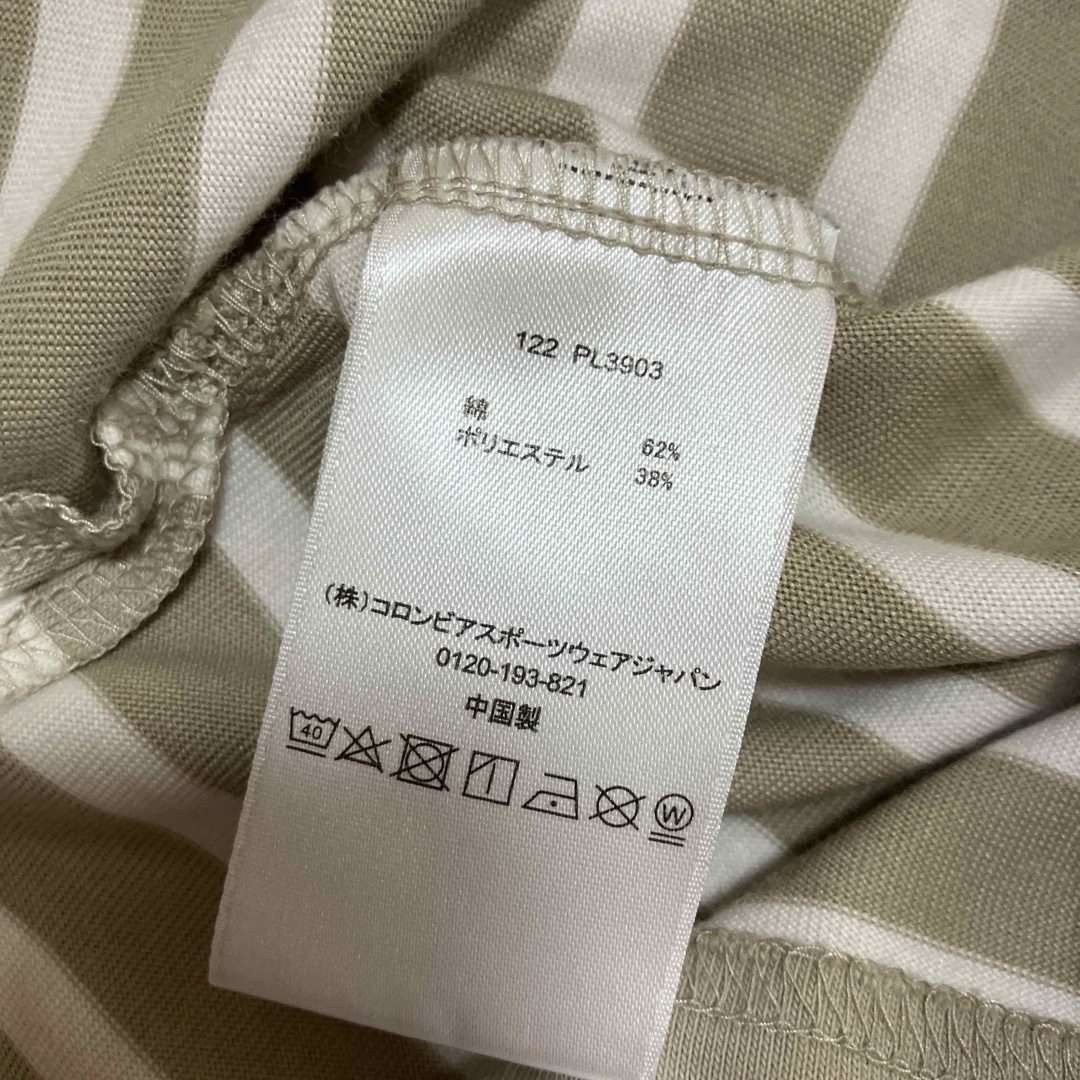 122 PL3903
綿 62%
ポリエステル 38%
(株)コロンビアスポーツウェアジャパン
0120-193-821
中国製
40
W